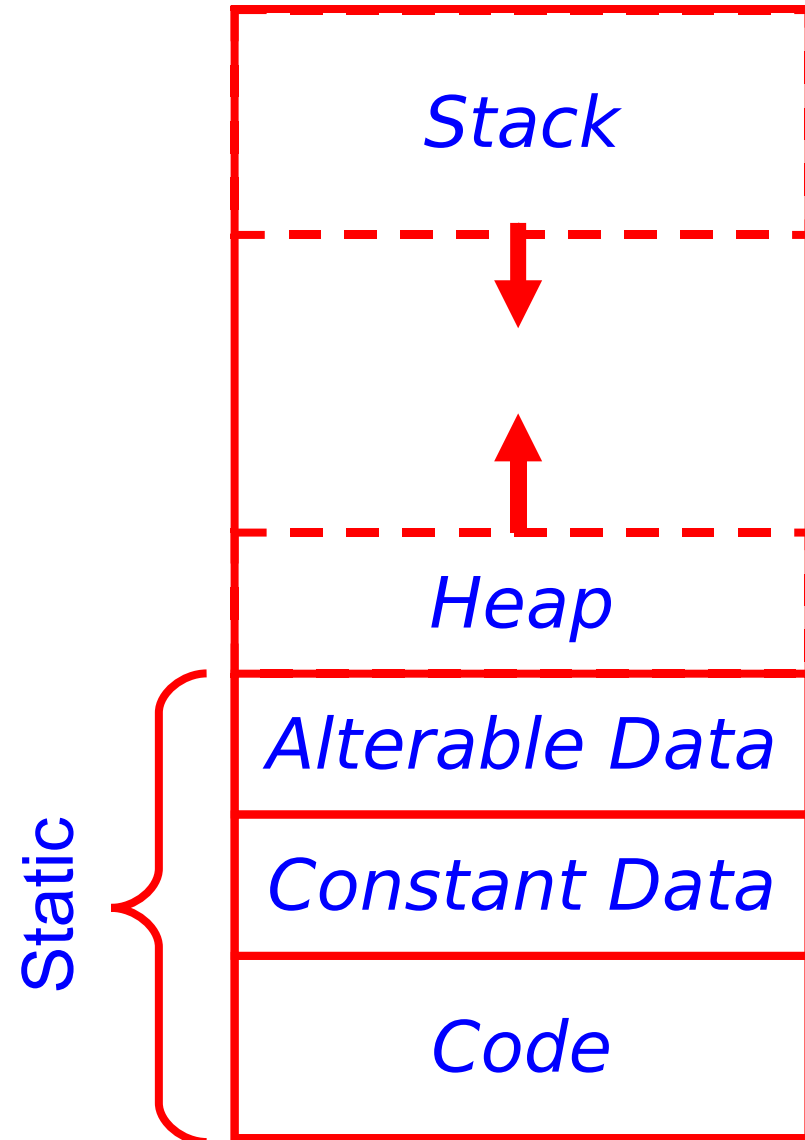 Stack
Heap
Alterable Data
Constant Data
Code
Static